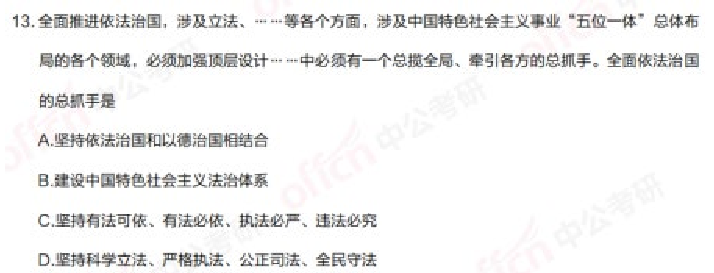 13. 全面推进依法治国，涉及立法、……等各个方面，涉及中国特色社会主义事业“五位一体”总体布
局的各个领域，必须加强顶层设计……中必须有一个总揽全局、牵引各方的总抓手。全面依法治国
的总抓手是
A.坚持依法治国和以德治国相结合
B.建设中国特色社会主义法治体系
C.坚持有法可依、有法必依、执法必严、违法必究
D.坚持科学立法、严格执法、公正司法、全民守法
offcn 中公考研
offcn 中公考研